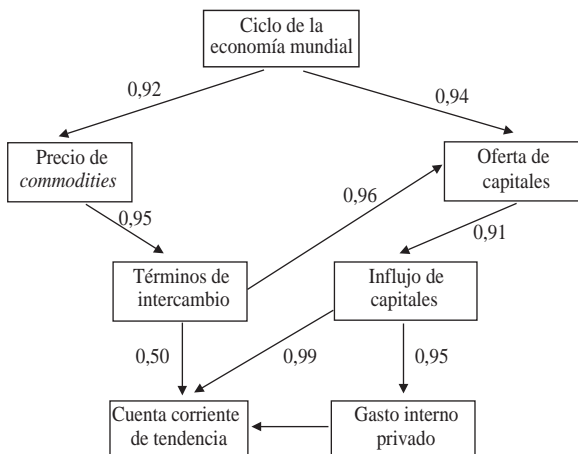 Ciclo de la
economía mundial
0,92
0,94
Precio de
commodities
Oferta de
capitales
0,96
0,95
0,91
Términos de
intercambio
Influjo de
capitales
0,50
0,99
0,95
Cuenta corriente
de tendencia
Gasto interno
privado